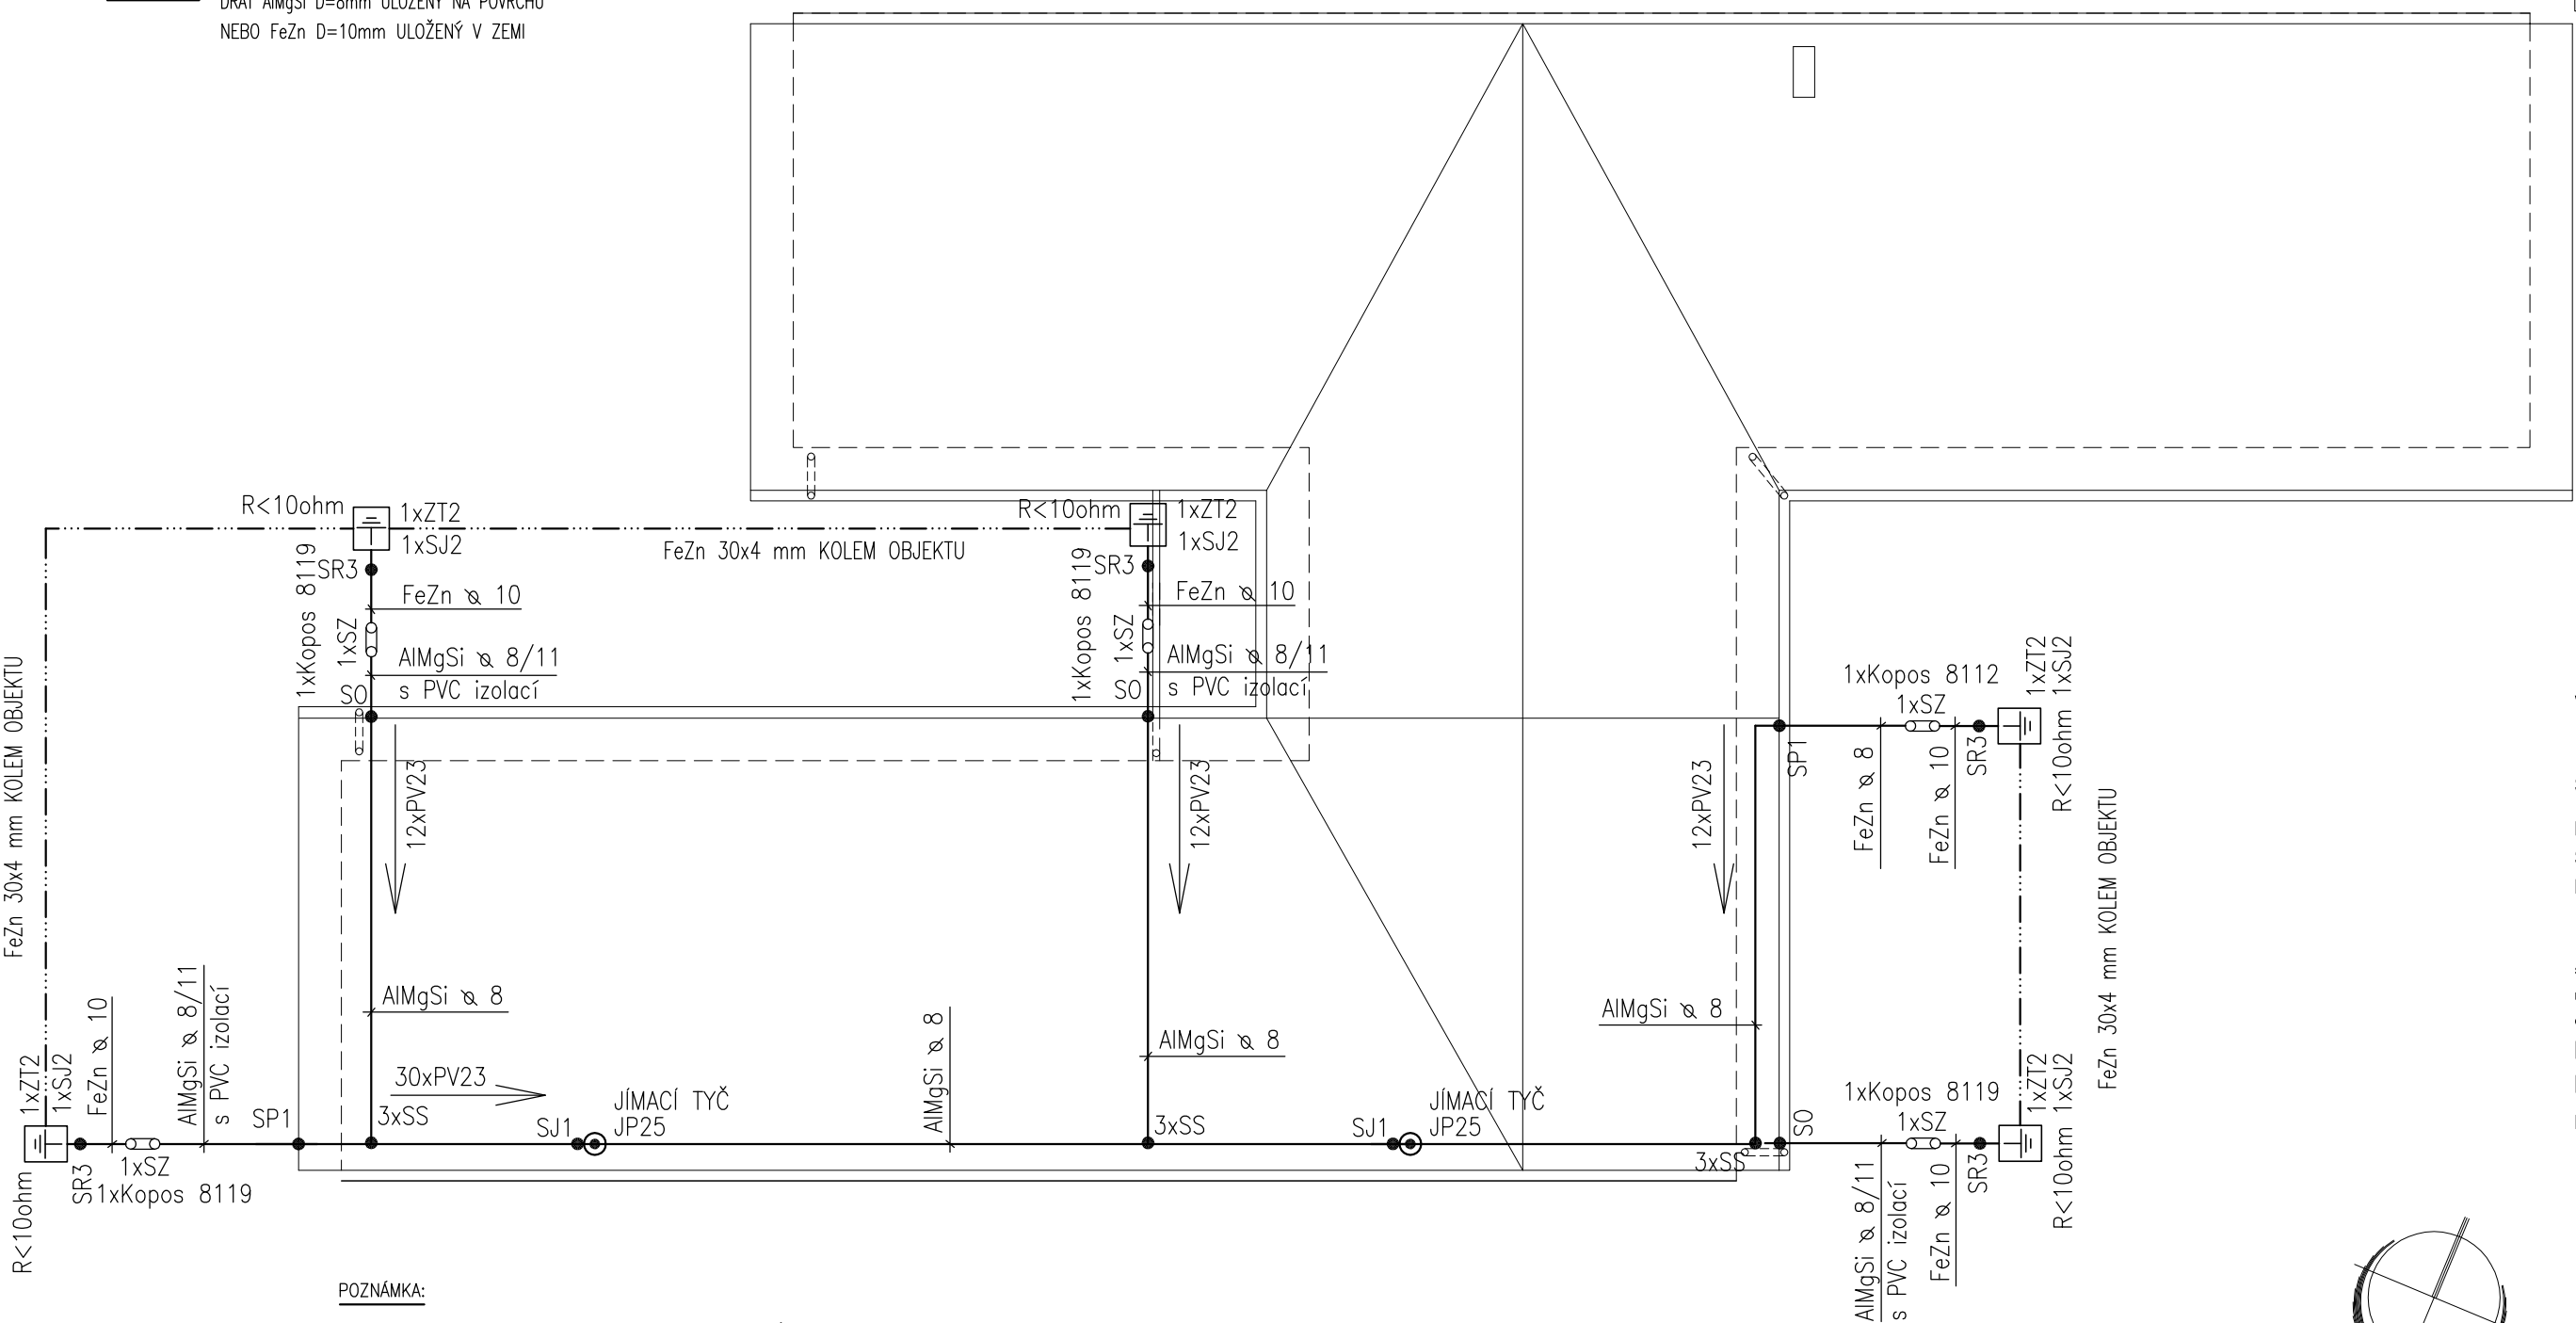 DRÁT AlMgSi D=8mm ULOŽENÝ NA POVRCHU
NEBO FeZn D=10mm ULOŽENÝ V ZEMI
R<10ohm
1xZT2
1xSJ2
SR3
1xKopos 8119
1xSZ
FeZn ⌀ 10
AlMgSi ⌀ 8/11
s PVC izolací
SO
FeZn 30x4 mm KOLEM OBJEKTU
R<10ohm
1xZT2
1xSJ2
SR3
1xKopos 8119
1xSZ
FeZn ⌀ 10
AlMgSi ⌀ 8/11
s PVC izolací
SO
FeZn 30x4 mm KOLEM OBJEKTU
12xPV23
12xPV23
12xPV23
1xKopos 8112
1xSZ
SP1
FeZn ⌀ 8
FeZn ⌀ 10
SR3
1xZT2
R<10ohm 1xSJ2
FeZn 30x4 mm KOLEM OBJEKTU
AlMgSi ⌀ 8
AlMgSi ⌀ 8
AlMgSi ⌀ 8
AlMgSi ⌀ 8
1xZT2
1xSJ2
R<10ohm
FeZn ⌀ 10
AlMgSi ⌀ 8/11
s PVC izolací
SP1
SR3
1xSZ
1xKopos 8119
30xPV23
3xSS
SJ1
JÍMACÍ TYČ
JP25
3xSS
SJ1
JÍMACÍ TYČ
JP25
3xSS
SO
1xKopos 8119
1xSZ
AlMgSi ⌀ 8/11
s PVC izolací
FeZn ⌀ 10
SR3
1xZT2
R<10ohm 1xSJ2
POZNÁMKA: